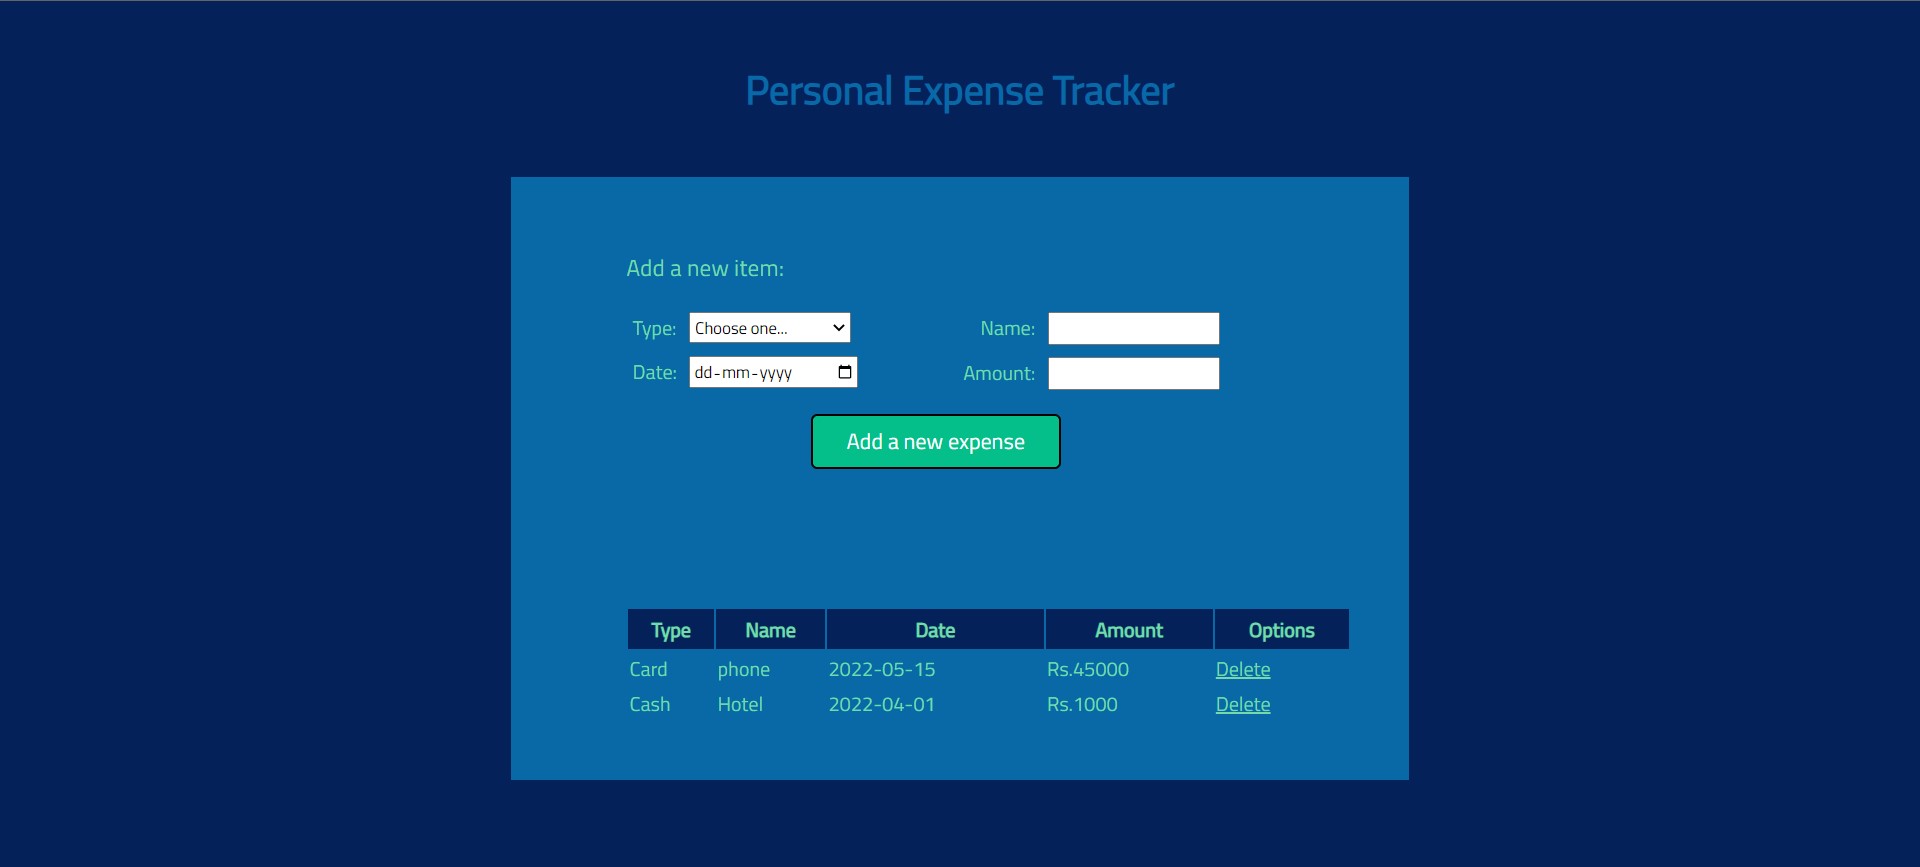 Personal Expense Tracker
Add a new item:
Type: Choose one... Name:
Date: dd-mm-yyyy Amount:
Add a new expense
Type Name Date Amount Options
Card phone 2022-05-15 Rs.45000 Delete
Cash Hotel 2022-04-01 Rs.1000 Delete